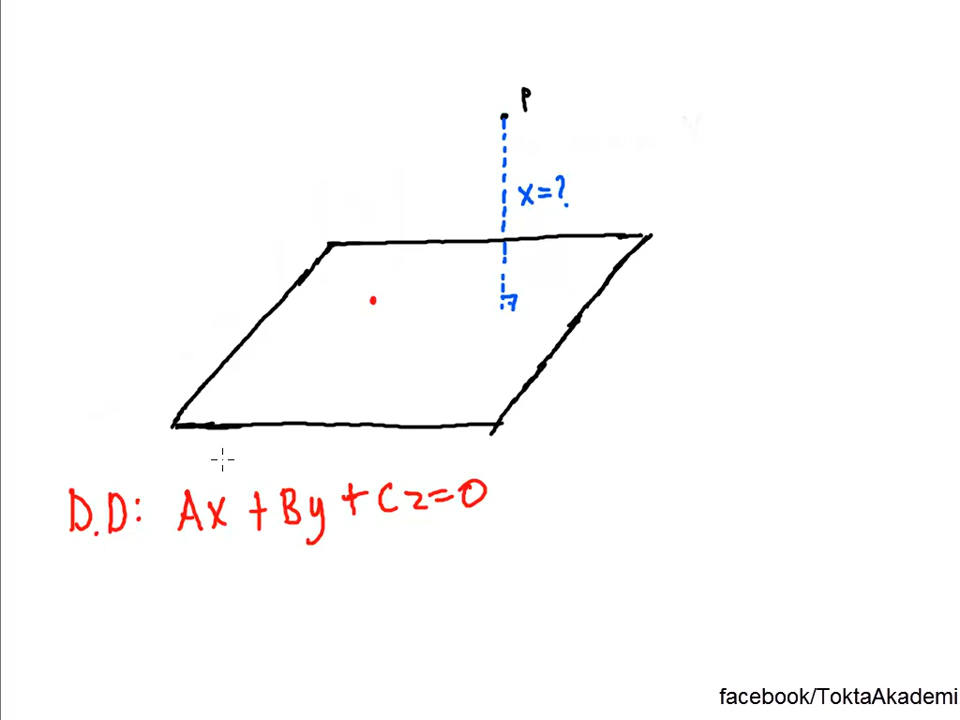 P
x=?
D.D: Ax + By + Cz = 0
facebook/ToktaAkademi